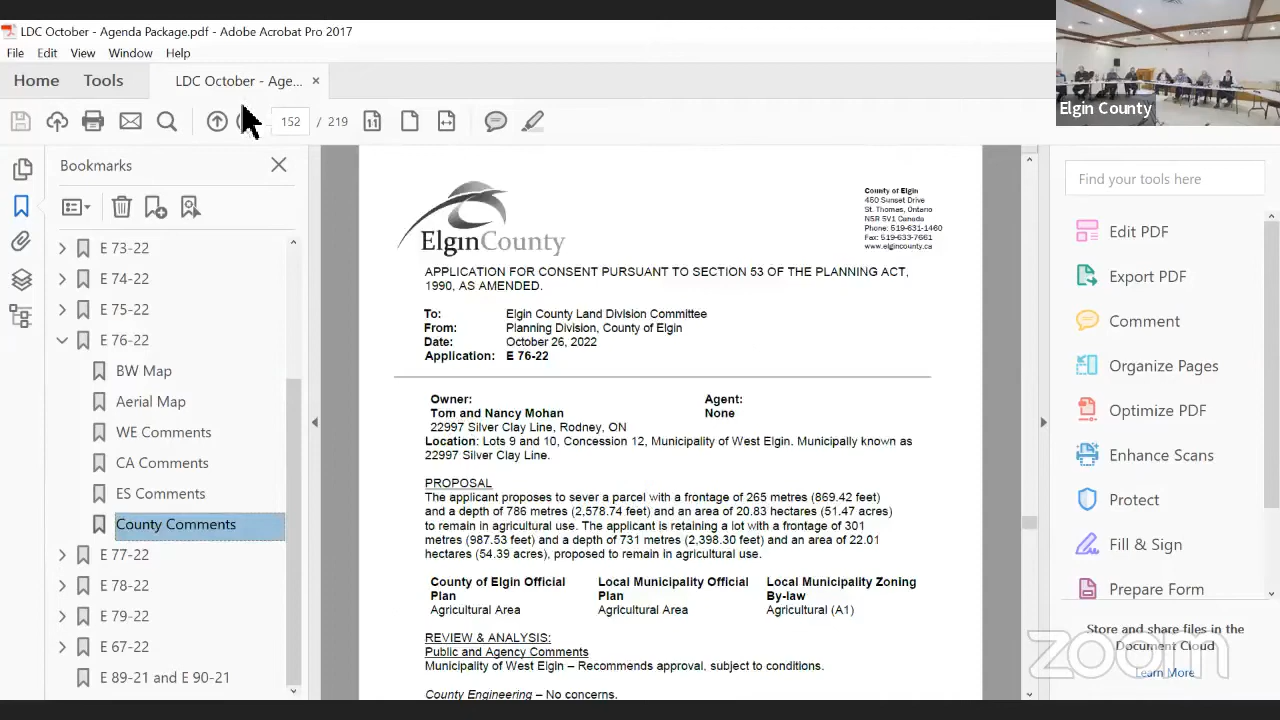 LDC October - Agenda Package.pdf - Adobe Acrobat Pro 2017
File Edit View Window Help
Home Tools LDC October - Age... ×
152 / 219
Elgin County
Bookmarks
E 73-22
E 74-22
E 75-22
E 76-22
BW Map
Aerial Map
WE Comments
CA Comments
ES Comments
County Comments
E 77-22
E 78-22
E 79-22
E 67-22
E 89-21 and E 90-21
ElginCounty
County of Elgin
450 Sunset Drive
St. Thomas, Ontario
N5R 5V1 Canada
Phone: 519-631-1460
Fax: 519-633-7661
www.elgincounty.ca
APPLICATION FOR CONSENT PURSUANT TO SECTION 53 OF THE PLANNING ACT,
1990, AS AMENDED.
To: Elgin County Land Division Committee
From: Planning Division, County of Elgin
Date: October 26, 2022
Application: E 76-22
Owner: Agent:
Tom and Nancy Mohan None
22997 Silver Clay Line, Rodney, ON
Location: Lots 9 and 10, Concession 12, Municipality of West Elgin. Municipally known as
22997 Silver Clay Line.
PROPOSAL
The applicant proposes to sever a parcel with a frontage of 265 metres (869.42 feet)
and a depth of 786 metres (2,578.74 feet) and an area of 20.83 hectares (51.47 acres)
to remain in agricultural use. The applicant is retaining a lot with a frontage of 301
metres (987.53 feet) and a depth of 731 metres (2,398.30 feet) and an area of 22.01
hectares (54.39 acres), proposed to remain in agricultural use.
County of Elgin Official Local Municipality Official Local Municipality Zoning
Plan Plan By-law
Agricultural Area Agricultural Area Agricultural (A1)
REVIEW & ANALYSIS:
Public and Agency Comments
Municipality of West Elgin – Recommends approval, subject to conditions.
County Engineering – No concerns.
Find your tools here
Edit PDF
Export PDF
Comment
Organize Pages
Optimize PDF
Enhance Scans
Protect
Fill & Sign
Prepare Form
Store and share files in the
Document Cloud
Learn More
zoom